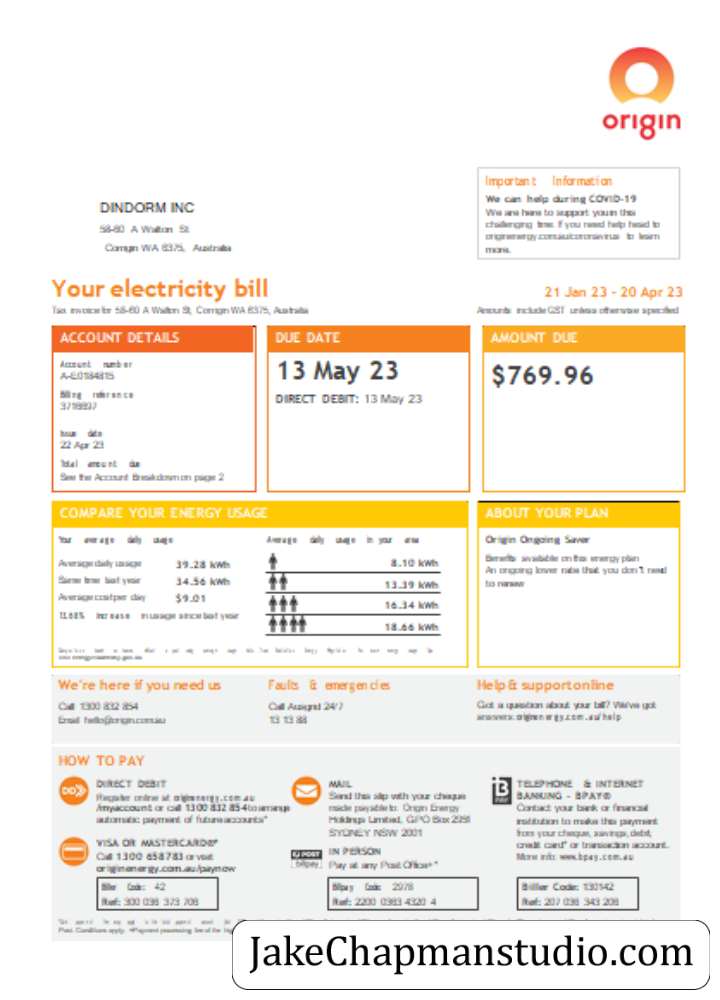 origin
Important Information
We can help during COVID-19
We are here to support you in this
challenging time. If you need help head to
originenergy.com.au/coronavirus to learn
more.
DINDORM INC
58-60 A Walton St
Corrigin WA 6375, Australia
Your electricity bill
21 Jan 23 - 20 Apr 23
Tax invoice for 58-60 A Walton St, Corrigin WA 6375, Australia
Amounts include GST unless otherwise specified
ACCOUNT DETAILS
Account number
A-E0184815
Billing reference
3718897
Issue date
22 Apr 23
Total amount due
See the Account Breakdown on page 2
DUE DATE
13 May 23
DIRECT DEBIT: 13 May 23
AMOUNT DUE
$769.96
COMPARE YOUR ENERGY USAGE
Your average daily usage
Average daily usage 39.28 kWh
Same time last year 34.56 kWh
Average cost per day $9.01
13.68% increase in usage since last year
Average daily usage in your area
8.10 kWh
13.39 kWh
16.34 kWh
18.66 kWh
ABOUT YOUR PLAN
Origin Ongoing Saver
Benefits available on this energy plan
An ongoing lower rate that you don't need
to renew
We're here if you need us
Call 1300 832 854
Email hello@origin.com.au
Faults & emergencies
Call Ausgrid 24/7
13 13 88
Help & support online
Got a question about your bill? We've got
answers: originenergy.com.au/help
HOW TO PAY
DIRECT DEBIT
Register online at originenergy.com.au
/myaccount or call 1300 832 854 to arrange
automatic payment of future accounts*
VISA OR MASTERCARD®*
Call 1300 658 783 or visit
originenergy.com.au/paynow
Biller Code: 42
Ref: 300 038 373 708
MAIL
Send this slip with your cheque
made payable to: Origin Energy
Holdings Limited, GPO Box
SYDNEY NSW 2001
POST
billpay
IN PERSON
Pay at any Post Office**
Billpay Code: 2978
Ref: 2200 0383 4320 4
B
PAY
TELEPHONE & INTERNET
BANKING - BPAY®
Contact your bank or financial
institution to make this payment
from your cheque, savings, debit,
credit card* or transaction account.
More info: www.bpay.com.au
Biller Code: 130142
Ref: 207 038 343 208
Post. Conditions apply.
JakeChapmanstudio.com